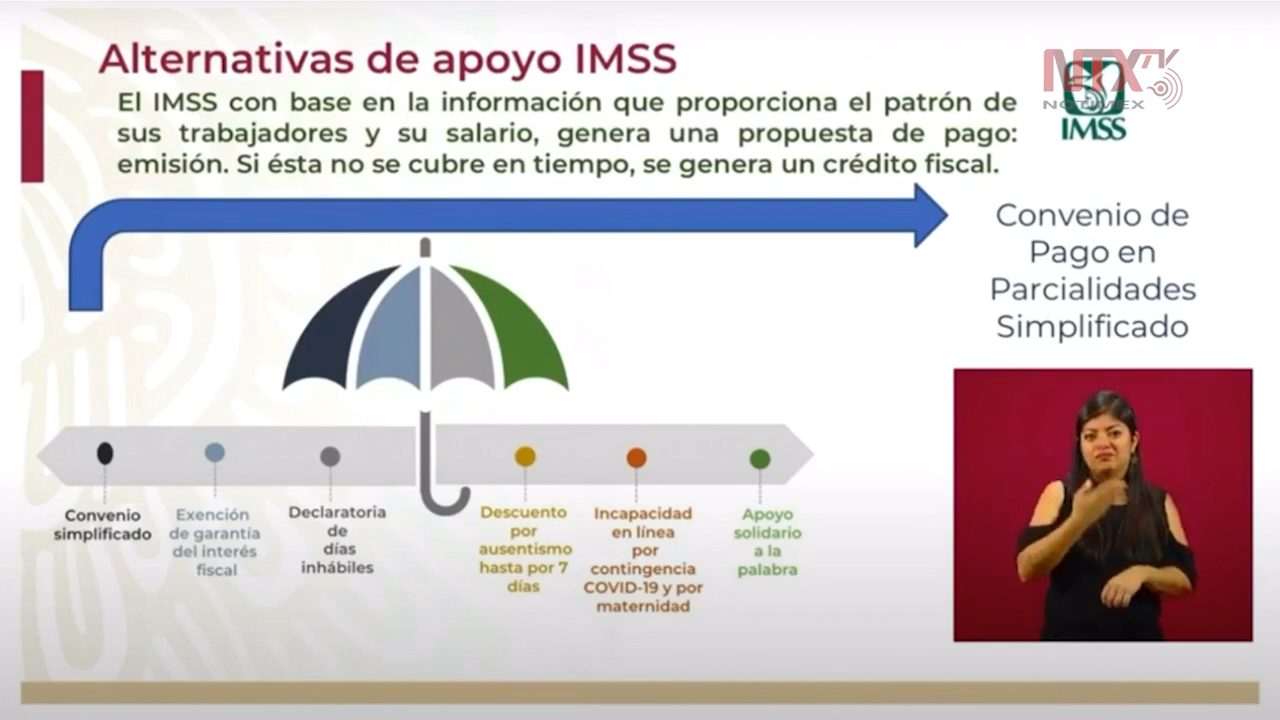 Alternativas de apoyo IMSS
El IMSS con base en la información que proporciona el patrón de
sus trabajadores y su salario, genera una propuesta de pago:
emisión. Si ésta no se cubre en tiempo, se genera un crédito fiscal.
NTX
NOTIMEX
IMSS
Convenio de
Pago en
Parcialidades
Simplificado
Convenio
simplificado
Exención
de garantía
del interés
fiscal
Declaratoria
de
días
inhábiles
Descuento
por
ausentismo
hasta por 7
días
Incapacidad
en línea
por
contingencia
COVID-19 y por
maternidad
Apoyo
solidario
a la
palabra